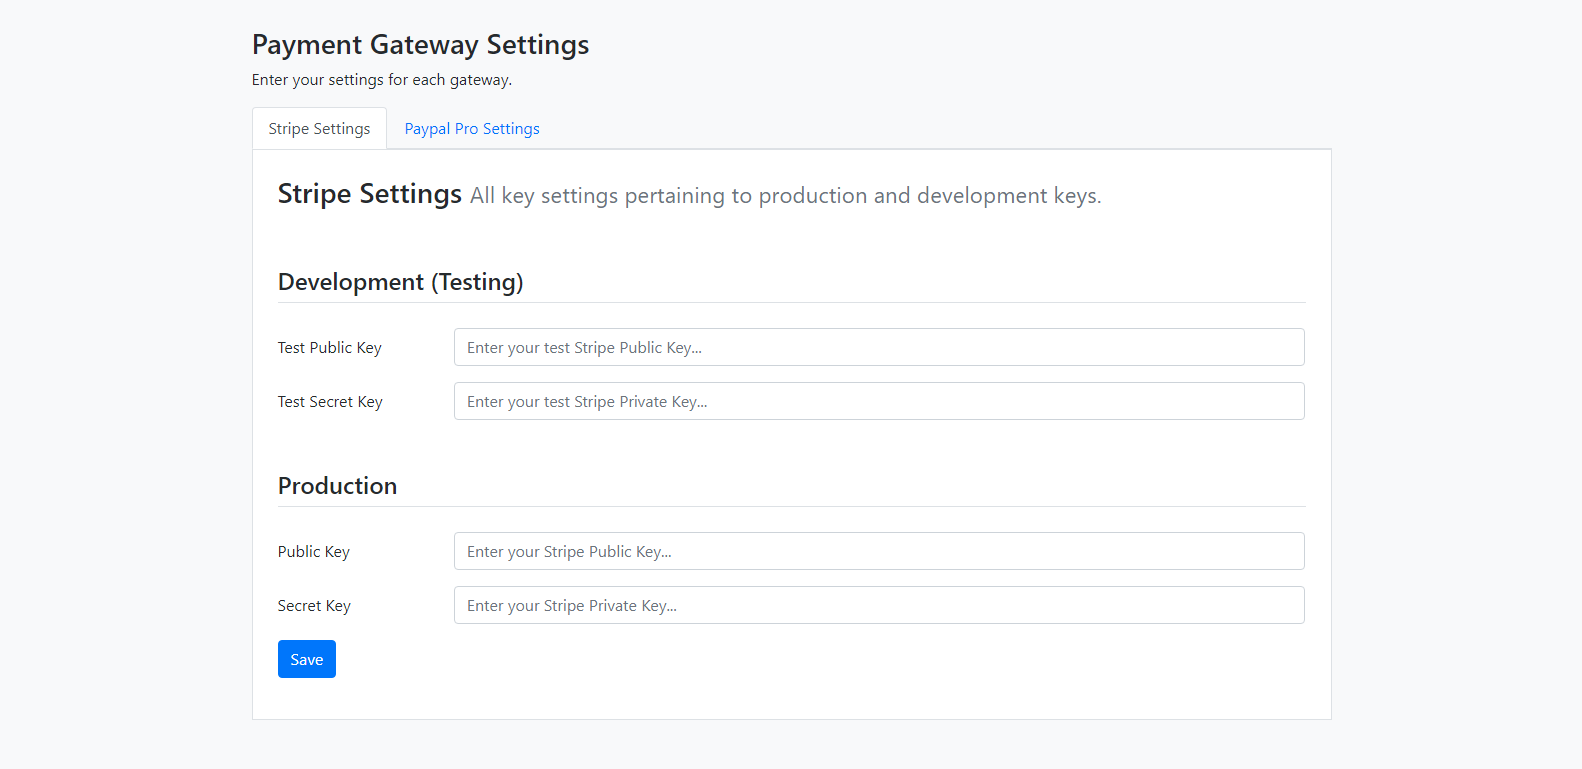 Payment Gateway Settings
Enter your settings for each gateway.
Stripe Settings Paypal Pro Settings
Stripe Settings All key settings pertaining to production and development keys.
Development (Testing)
Test Public Key Enter your test Stripe Public Key...
Test Secret Key Enter your test Stripe Private Key...
Production
Public Key Enter your Stripe Public Key...
Secret Key Enter your Stripe Private Key...
Save